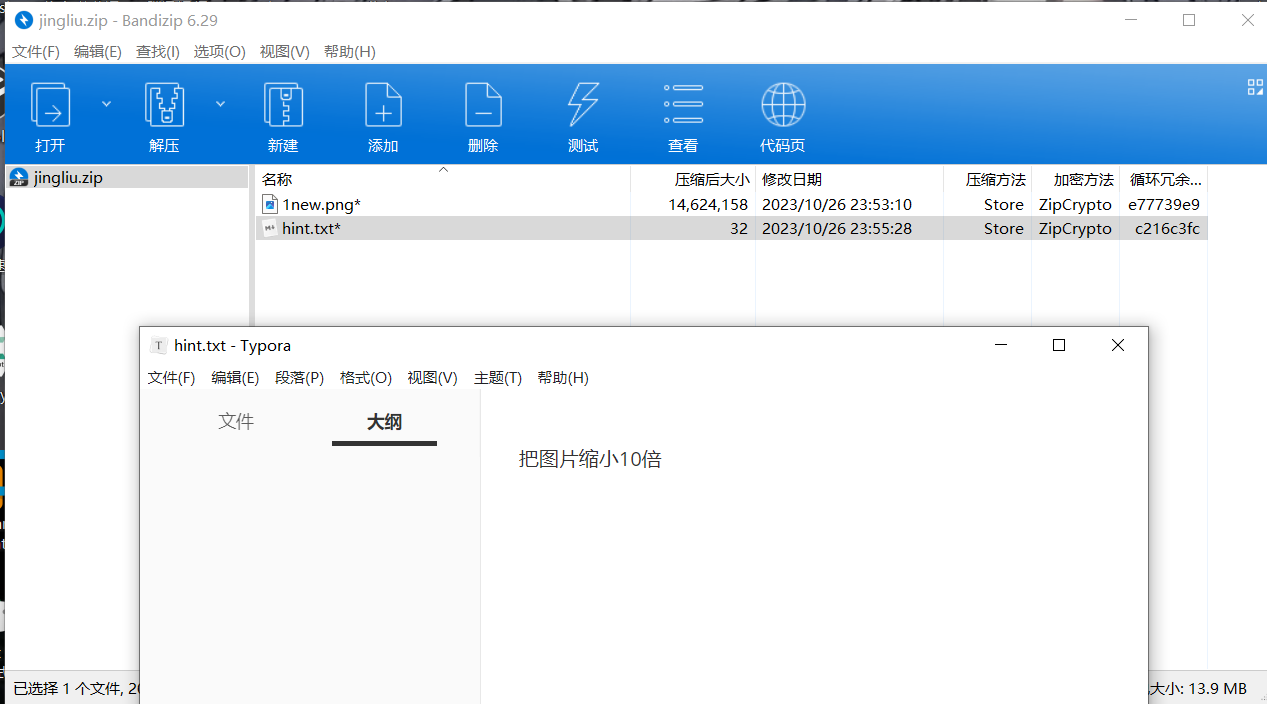 jingliu.zip - Bandizip 6.29
文件(F) 编辑(E) 查找(I) 选项(O) 视图(V) 帮助(H)
打开 解压 新建 添加 删除 测试 查看 代码页
jingliu.zip
名称 压缩后大小 修改日期 压缩方法 加密方法 循环冗余...
1new.png* 14,624,158 2023/10/26 23:53:10 Store ZipCrypto e77739e9
hint.txt* 32 2023/10/26 23:55:28 Store ZipCrypto c216c3fc
hint.txt - Typora
文件(F) 编辑(E) 段落(P) 格式(O) 视图(V) 主题(T) 帮助(H)
文件 大纲
把图片缩小10倍
已选择 1 个文件, 大小: 13.9 MB